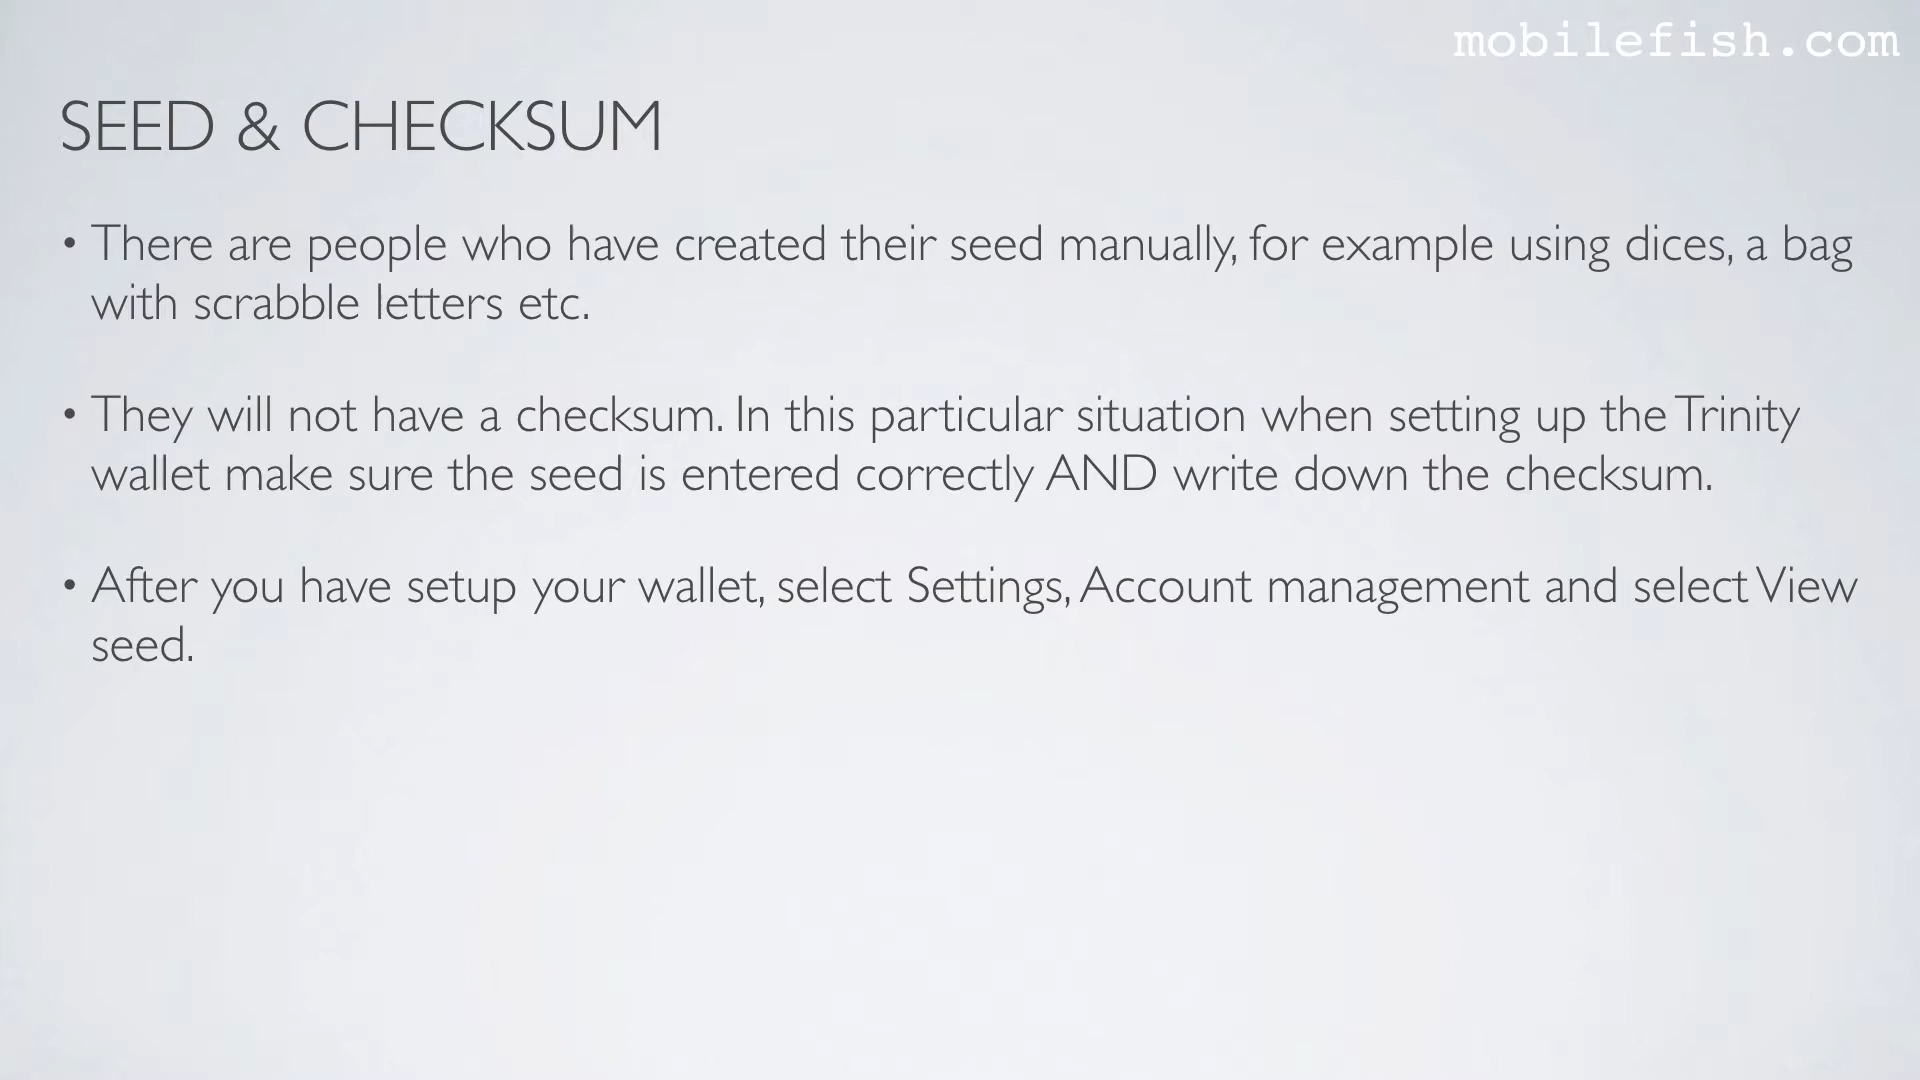 mobilefish.com
SEED & CHECKSUM
• There are people who have created their seed manually, for example using dices, a bag
with scrabble letters etc.
• They will not have a checksum. In this particular situation when setting up the Trinity
wallet make sure the seed is entered correctly AND write down the checksum.
• After you have setup your wallet, select Settings, Account management and select View
seed.